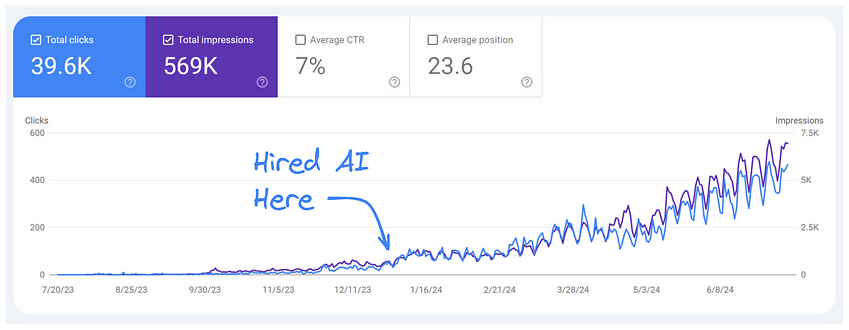 Total clicks
39.6K
Total impressions
569K
Average CTR
7%
Average position
23.6
Clicks
Impressions
600
7.5K
400
5K
200
2.5K
0
0
Hired AI
Here
7/20/23 8/25/23 9/30/23 11/5/23 12/11/23 1/16/24 2/21/24 3/28/24 5/3/24 6/8/24